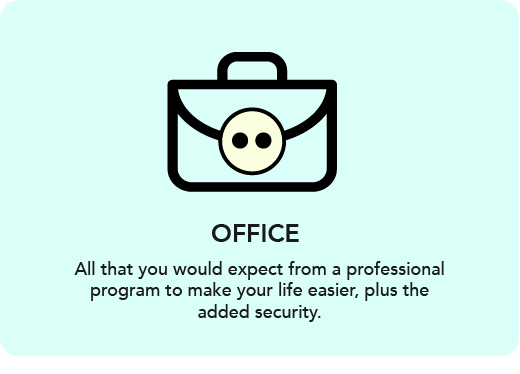 OFFICE
All that you would expect from a professional
program to make your life easier, plus the
added security.